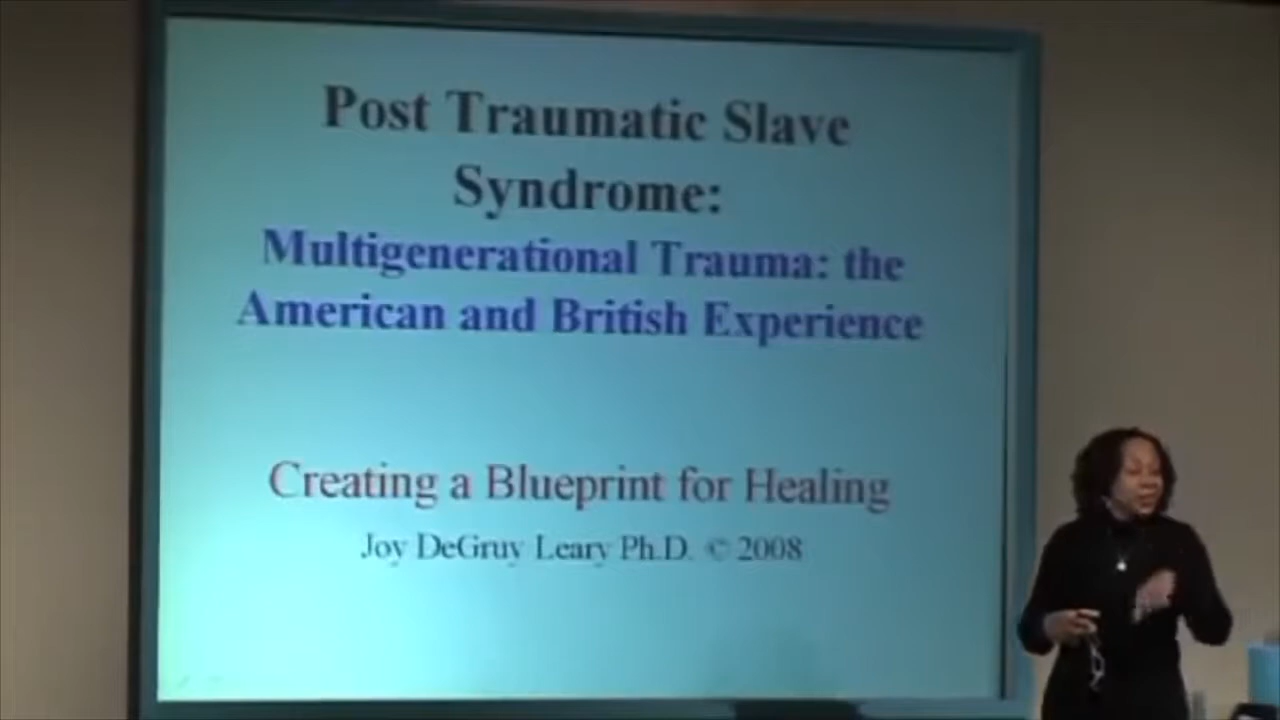 Post Traumatic Slave
Syndrome:
Multigenerational Trauma: the
American and British Experience
Creating a Blueprint for Healing
Joy DeGruy Leary Ph.D. © 2008